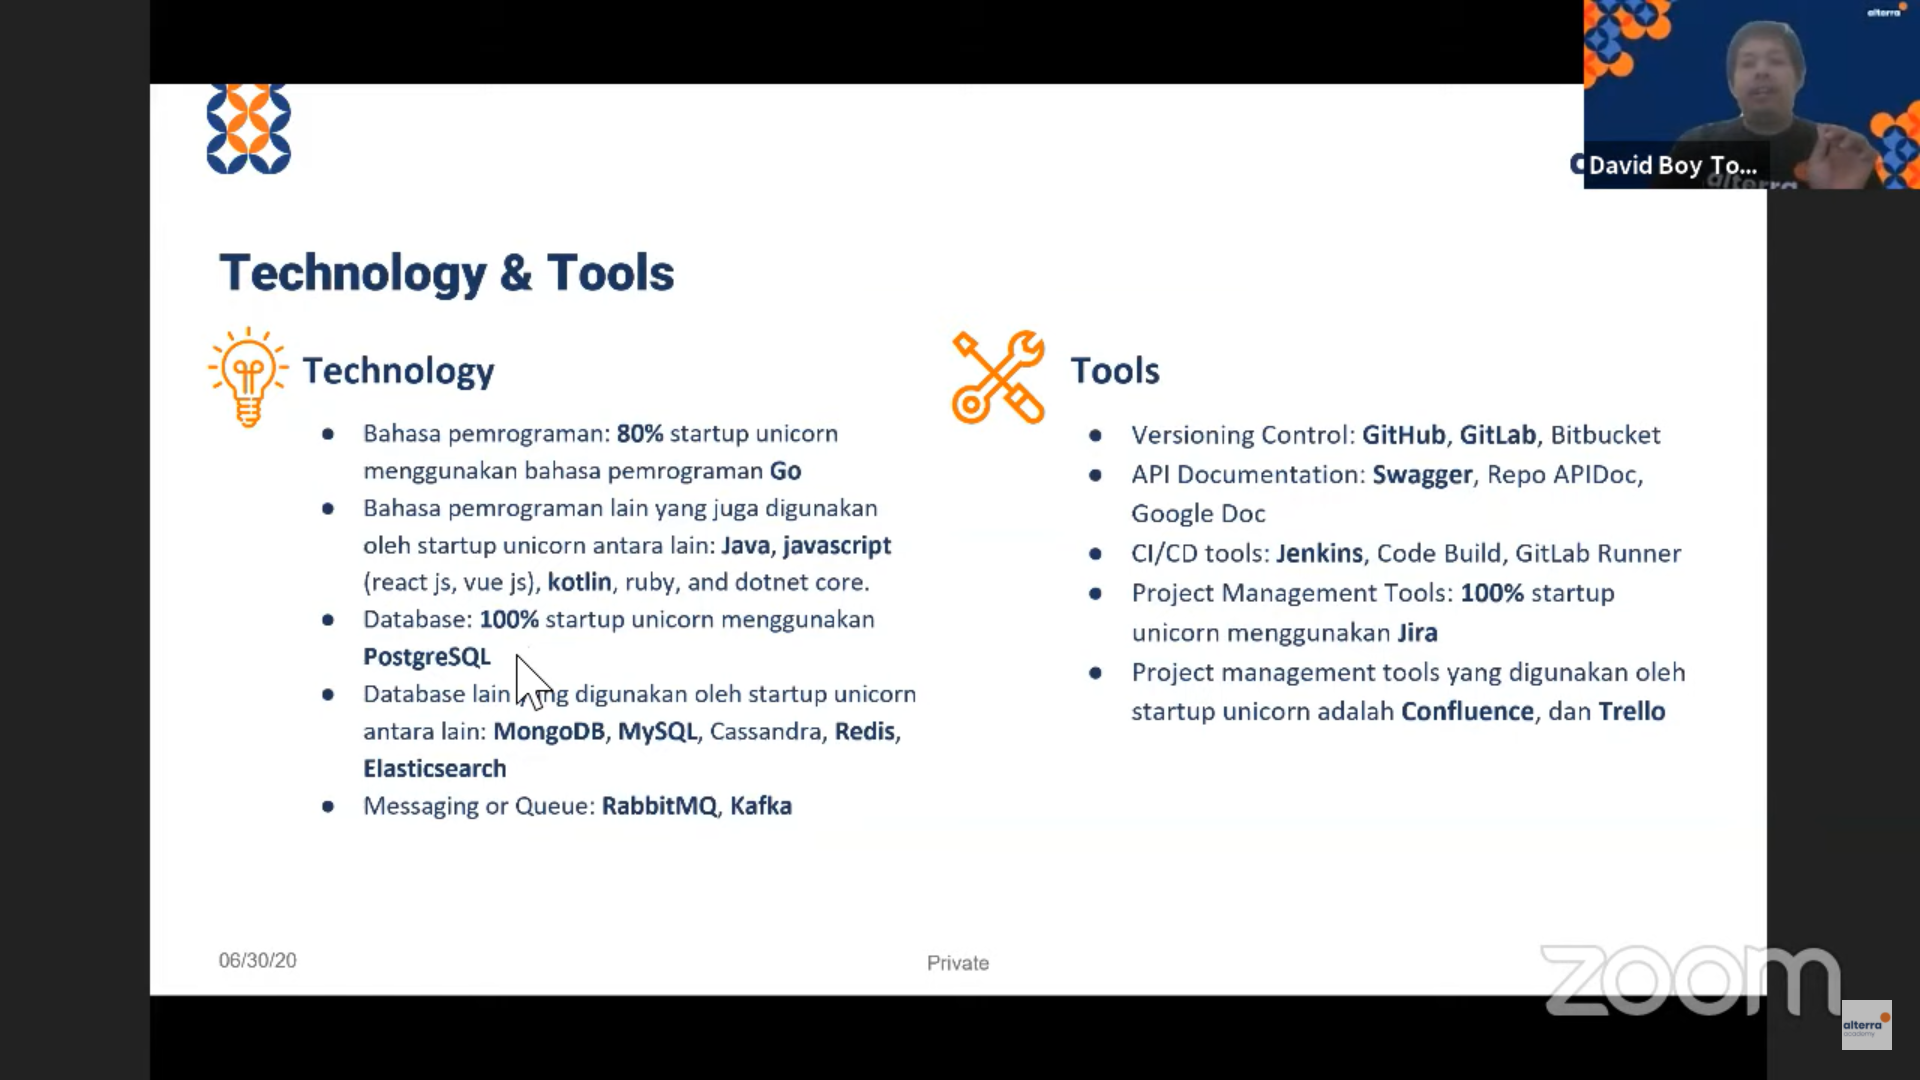 alterra
David Boy To...
alterra
Technology & Tools
Technology
● Bahasa pemrograman: 80% startup unicorn
menggunakan bahasa pemrograman Go
● Bahasa pemrograman lain yang juga digunakan
oleh startup unicorn antara lain: Java, javascript
(react js, vue js), kotlin, ruby, and dotnet core.
● Database: 100% startup unicorn menggunakan
PostgreSQL
● Database lain digunakan oleh startup unicorn
antara lain: MongoDB, MySQL, Cassandra, Redis,
Elasticsearch
● Messaging or Queue: RabbitMQ, Kafka
Tools
● Versioning Control: GitHub, GitLab, Bitbucket
● API Documentation: Swagger, Repo APIDoc,
Google Doc
● CI/CD tools: Jenkins, Code Build, GitLab Runner
● Project Management Tools: 100% startup
unicorn menggunakan Jira
● Project management tools yang digunakan oleh
startup unicorn adalah Confluence, dan Trello
06/30/20
Private
zoom
alterra
academy